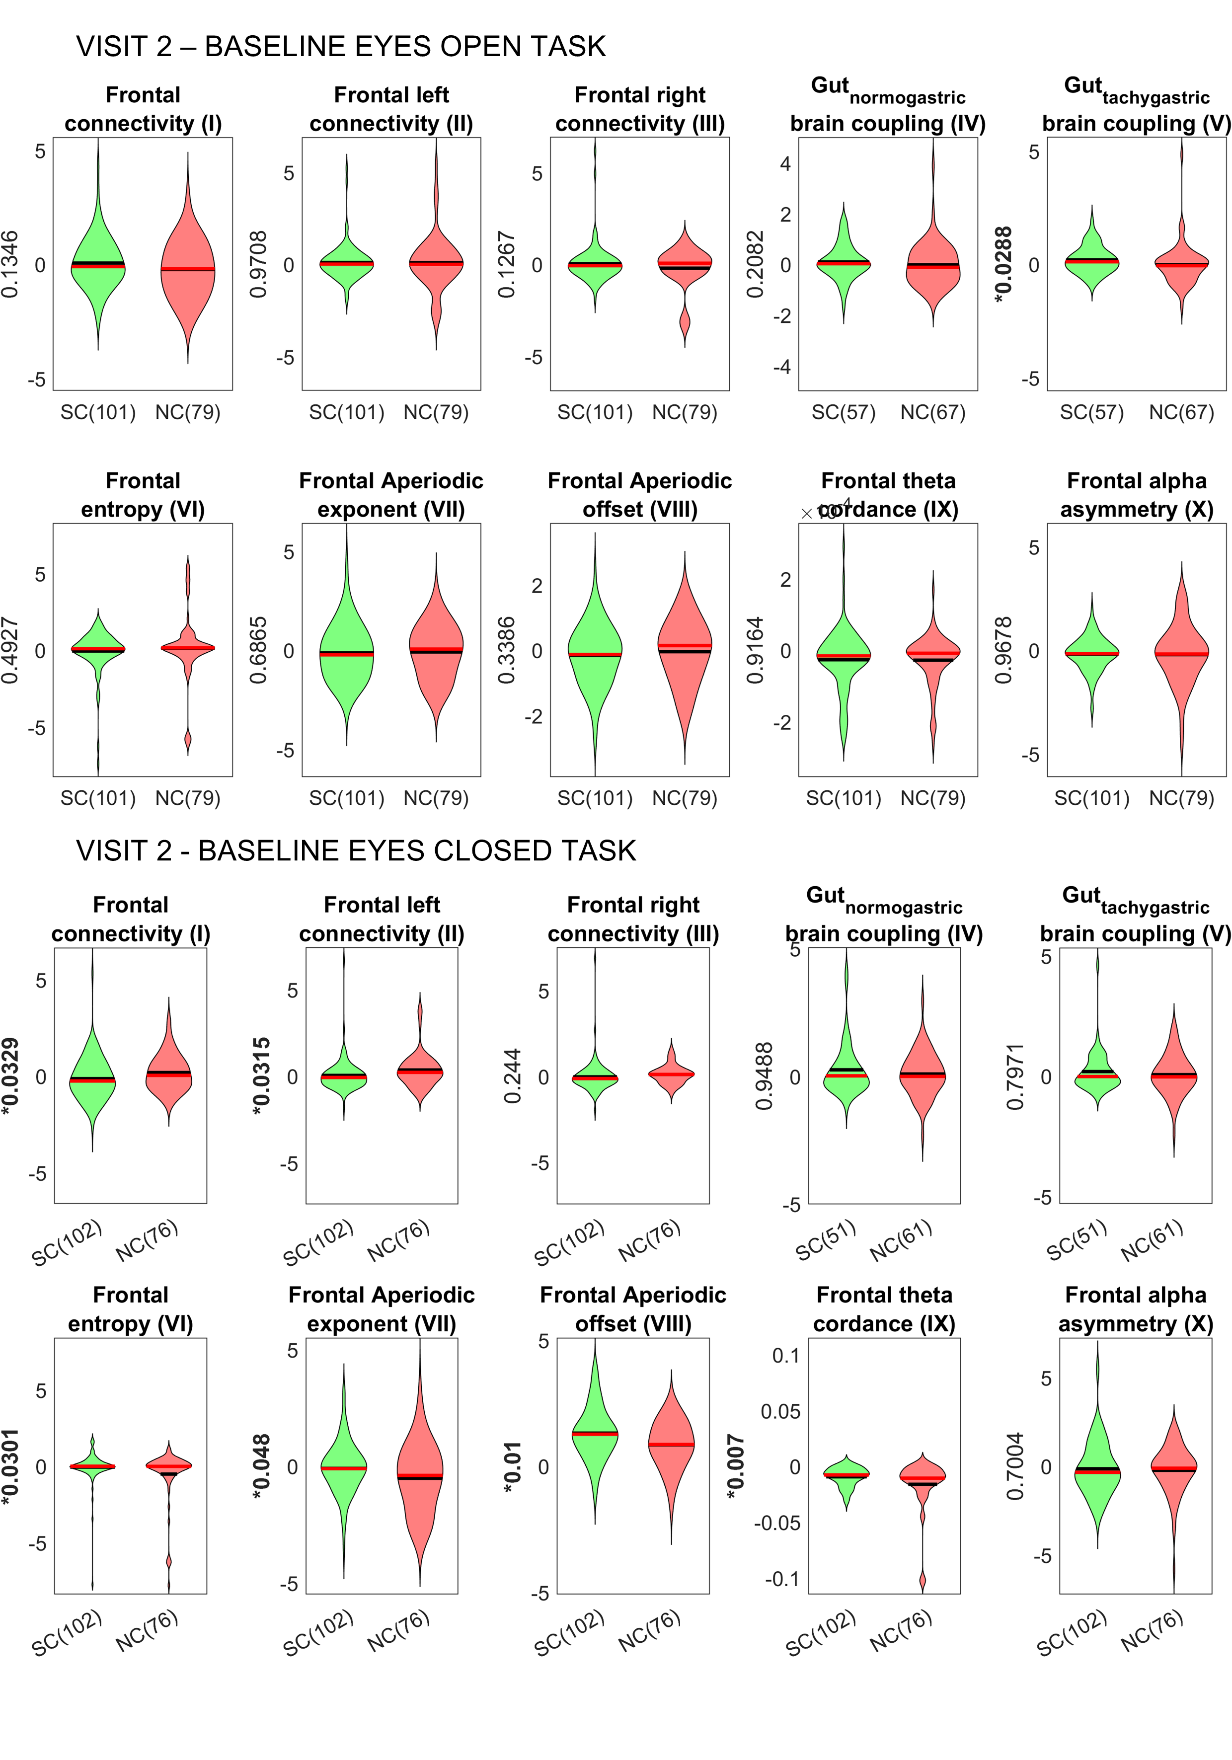 VISIT 2 – BASELINE EYES OPEN TASK
Frontal
connectivity (I)
5
0
-5
0.1346
SC(101) NC(79)
Frontal left
connectivity (II)
5
0
-5
0.9708
SC(101) NC(79)
Frontal right
connectivity (III)
5
0
-5
0.1267
SC(101) NC(79)
Gut normogastric
brain coupling (IV)
4
2
0
-2
-4
0.2082
SC(57) NC(67)
Gut tachygastric
brain coupling (V)
5
0
-5
*0.0288
SC(57) NC(67)
Frontal
entropy (VI)
5
0
-5
0.4927
SC(101) NC(79)
Frontal Aperiodic
exponent (VII)
5
0
-5
0.6865
SC(101) NC(79)
Frontal Aperiodic
offset (VIII)
2
0
-2
0.3386
SC(101) NC(79)
Frontal theta
cordance (IX)
2
0
-2
0.9164
SC(101) NC(79)
Frontal alpha
asymmetry (X)
5
0
-5
0.9678
SC(101) NC(79)
VISIT 2 - BASELINE EYES CLOSED TASK
Frontal
connectivity (I)
5
0
-5
*0.0329
SC(102) NC(76)
Frontal left
connectivity (II)
5
0
-5
*0.0315
SC(102) NC(76)
Frontal right
connectivity (III)
5
0
-5
0.244
SC(102) NC(76)
Gut normogastric
brain coupling (IV)
5
0
-5
0.9488
SC(51) NC(61)
Gut tachygastric
brain coupling (V)
5
0
-5
0.7971
SC(51) NC(61)
Frontal
entropy (VI)
5
0
-5
*0.0301
SC(102) NC(76)
Frontal Aperiodic
exponent (VII)
5
0
-5
*0.048
SC(102) NC(76)
Frontal Aperiodic
offset (VIII)
5
0
-5
*0.01
SC(102) NC(76)
Frontal theta
cordance (IX)
0.1
0.05
0
-0.05
-0.1
*0.007
SC(102) NC(76)
Frontal alpha
asymmetry (X)
5
0
-5
0.7004
SC(102) NC(76)